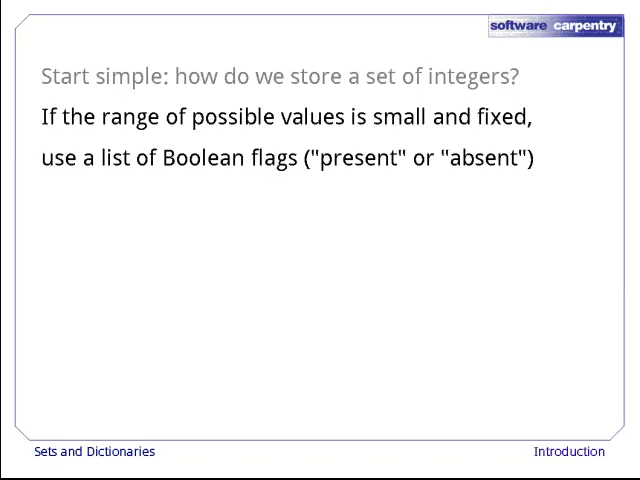 software carpentry
Start simple: how do we store a set of integers?
If the range of possible values is small and fixed,
use a list of Boolean flags ("present" or "absent")
Sets and Dictionaries
Introduction